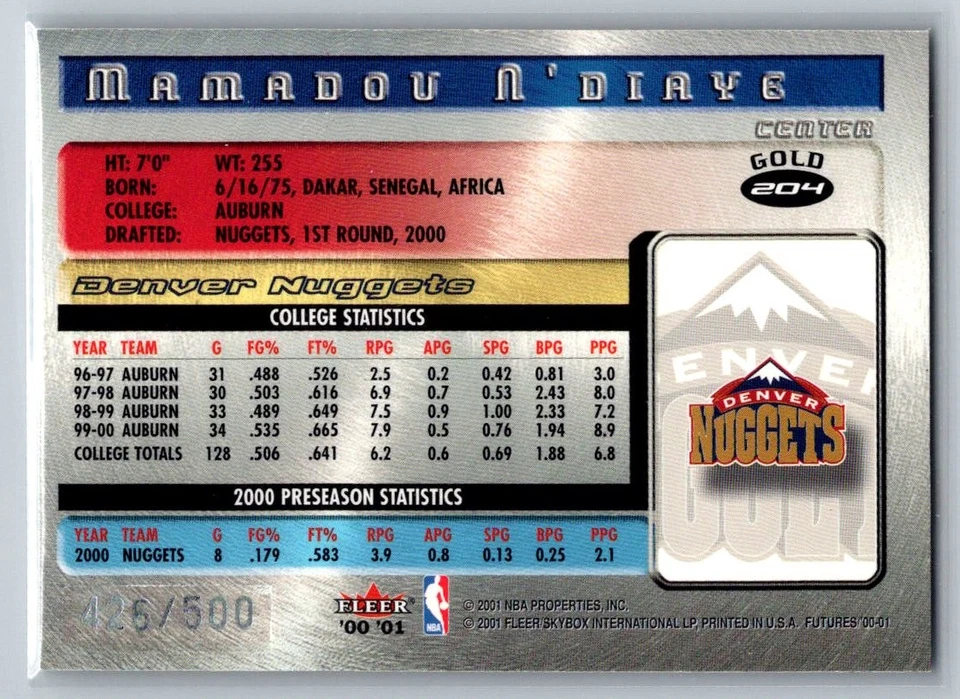 MAMADOU N'DIAYE
CENTER
GOLD
204
HT: 7'0" WT: 255
BORN: 6/16/75, DAKAR, SENEGAL, AFRICA
COLLEGE: AUBURN
DRAFTED: NUGGETS, 1ST ROUND, 2000
Denver Nuggets
COLLEGE STATISTICS
YEAR TEAM G FG% FT% RPG APG SPG BPG PPG
96-97 AUBURN 31 .488 .526 2.5 0.2 0.42 0.81 3.0
97-98 AUBURN 30 .503 .616 6.9 0.7 0.53 2.43 8.0
98-99 AUBURN 33 .489 .649 7.5 0.9 1.00 2.33 7.2
99-00 AUBURN 34 .535 .665 7.9 0.5 0.76 1.94 8.9
COLLEGE TOTALS 128 .506 .641 6.2 0.6 0.69 1.88 6.8
DENVER
NUGGETS
2000 PRESEASON STATISTICS
YEAR TEAM G FG% FT% RPG APG SPG BPG PPG
2000 NUGGETS 8 .179 .583 3.9 0.8 0.13 0.25 2.1
426/500
FLEER
'00 '01
NBA
© 2001 NBA PROPERTIES, INC.
© 2001 FLEER/SKYBOX INTERNATIONAL LP, PRINTED IN U.S.A. FUTURES '00-01